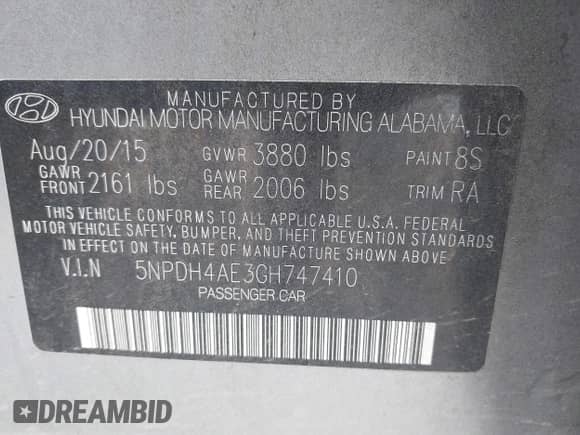 MANUFACTURED BY
HYUNDAI MOTOR MANUFACTURING ALABAMA, LLC
Aug/20/15 GVWR 3880 lbs PAINT 8S
GAWR FRONT 2161 lbs GAWR REAR 2006 lbs TRIM RA
THIS VEHICLE CONFORMS TO ALL APPLICABLE U.S.A. FEDERAL
MOTOR VEHICLE SAFETY, BUMPER, AND THEFT PREVENTION STANDARDS
IN EFFECT ON THE DATE OF MANUFACTURE SHOWN ABOVE.
V.I.N 5NPDH4AE3GH747410
PASSENGER CAR
DREAMBID